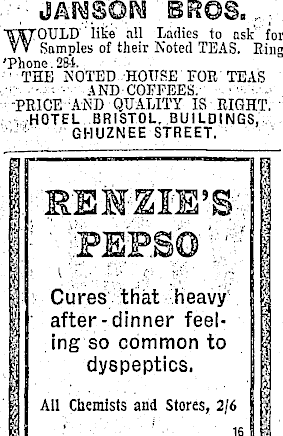 JANSON BROS.
WOULD like all Ladies to ask for
Samples of their Noted TEAS. Ring
'Phone 284.
THE NOTED HOUSE FOR TEAS
AND COFFEES.
PRICE AND QUALITY IS RIGHT.
HOTEL BRISTOL, BUILDINGS,
GHUZNEE STREET.
RENZIE'S
PEPSO
Cures that heavy
after-dinner feel-
ing so common to
dyspeptics.
All Chemists and Stores, 2/6
16